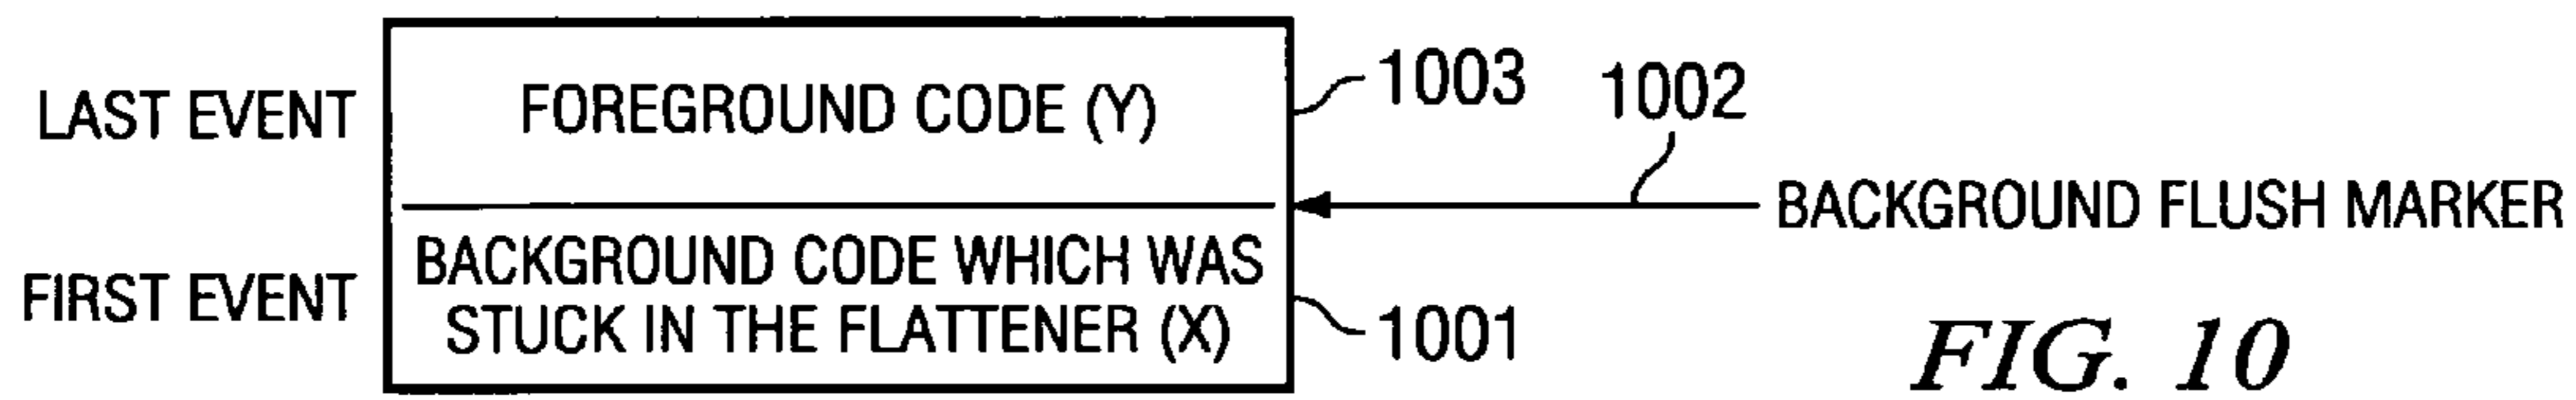 LAST EVENT
FOREGROUND CODE (Y)
1003
1002
BACKGROUND FLUSH MARKER
FIRST EVENT
BACKGROUND CODE WHICH WAS
STUCK IN THE FLATTENER (X)
1001
FIG. 10